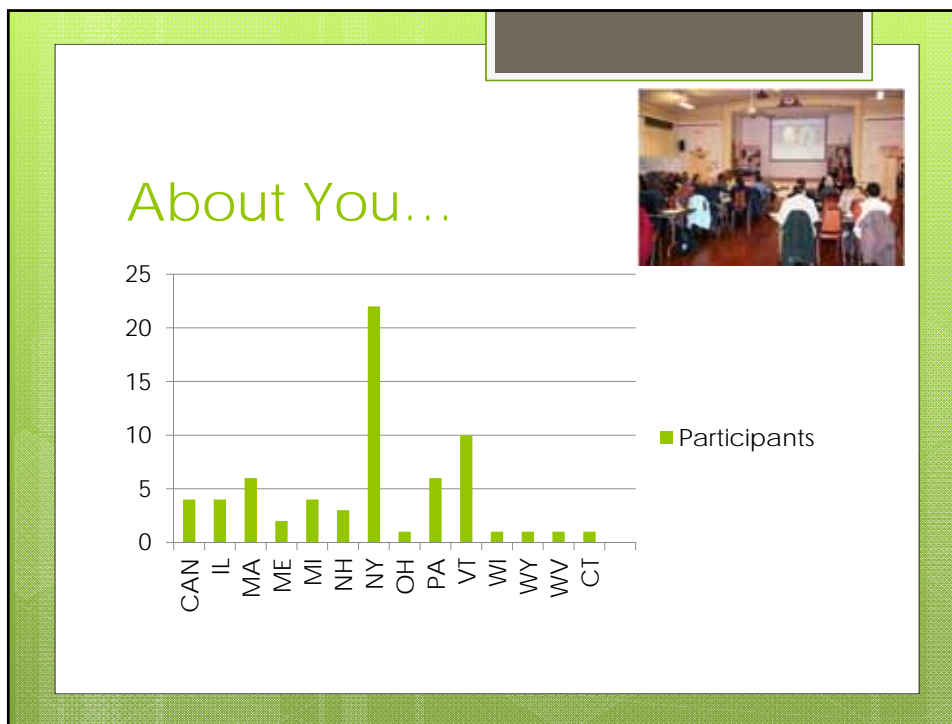 About You…
25
20
15
10
5
0
CAN
IL
MA
ME
MI
NH
NY
OH
PA
VT
WI
WY
WV
CT
Participants